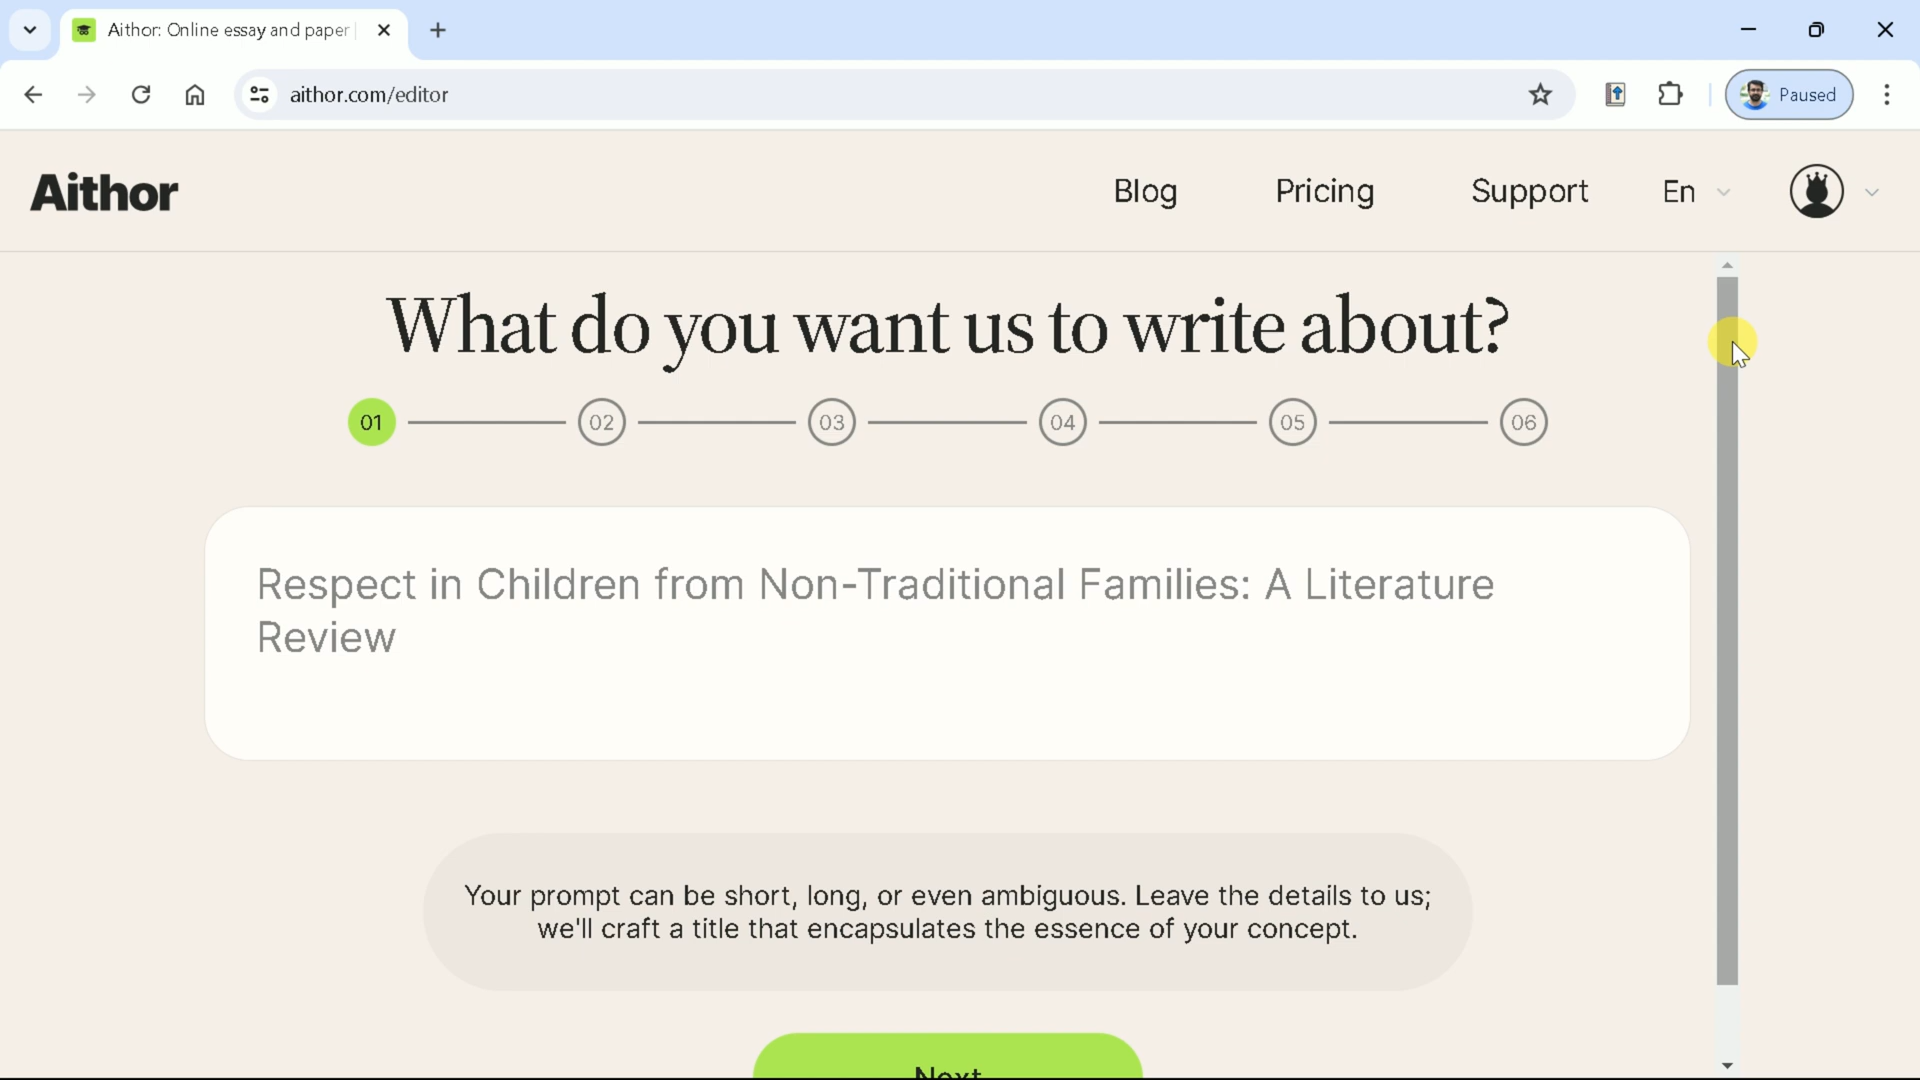 Aithor: Online essay and paper
aithor.com/editor
Paused
Aithor
Blog
Pricing
Support
En
What do you want us to write about?
01
02
03
04
05
06
Respect in Children from Non-Traditional Families: A Literature
Review
Your prompt can be short, long, or even ambiguous. Leave the details to us;
we'll craft a title that encapsulates the essence of your concept.
Next